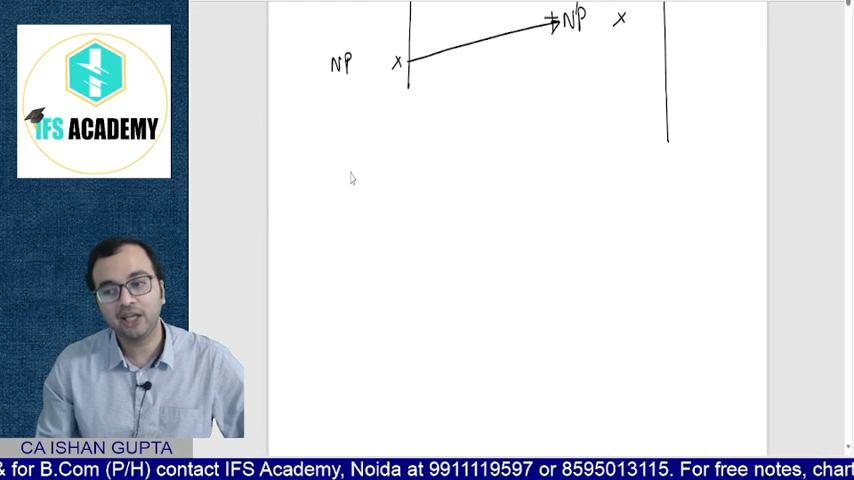 + NP X
NP X
IFS ACADEMY
CA ISHAN GUPTA
& for B.Com (P/H) contact IFS Academy, Noida at 9911119597 or 8595013115. For free notes, chart